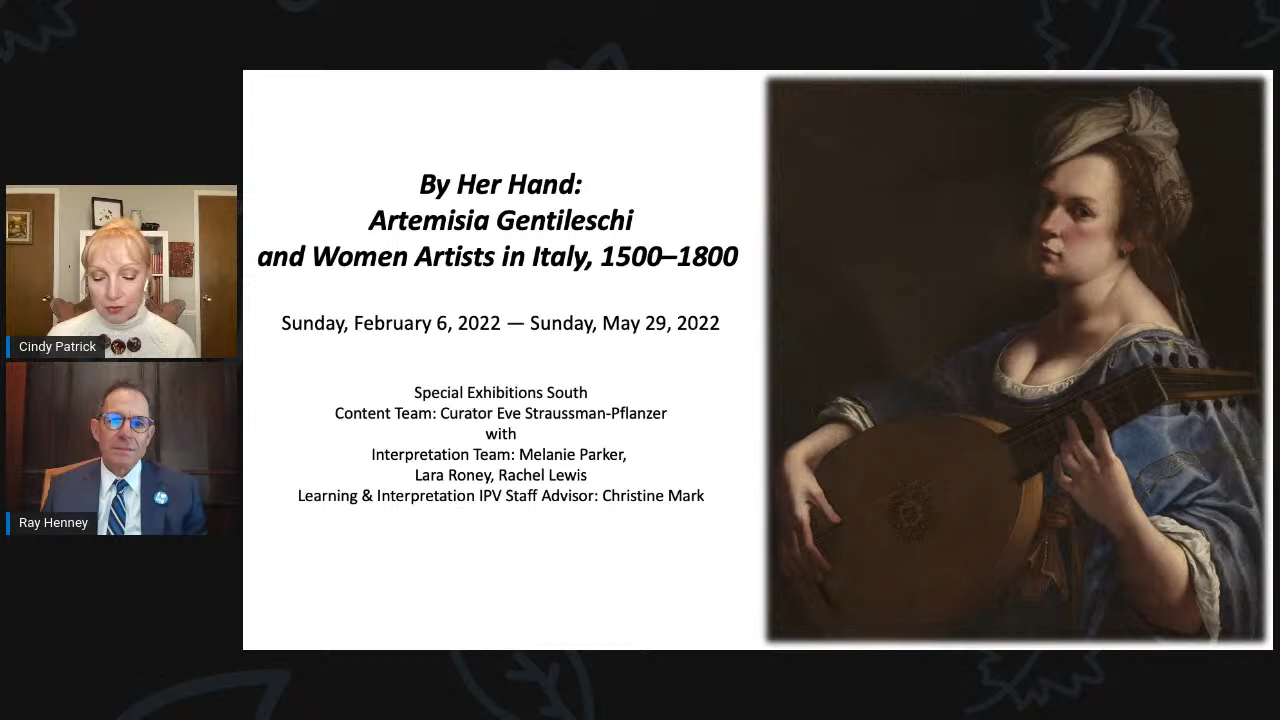 Cindy Patrick
Ray Henney
By Her Hand:
Artemisia Gentileschi
and Women Artists in Italy, 1500–1800
Sunday, February 6, 2022 — Sunday, May 29, 2022
Special Exhibitions South
Content Team: Curator Eve Straussman-Pflanzer
with
Interpretation Team: Melanie Parker,
Lara Roney, Rachel Lewis
Learning & Interpretation IPV Staff Advisor: Christine Mark